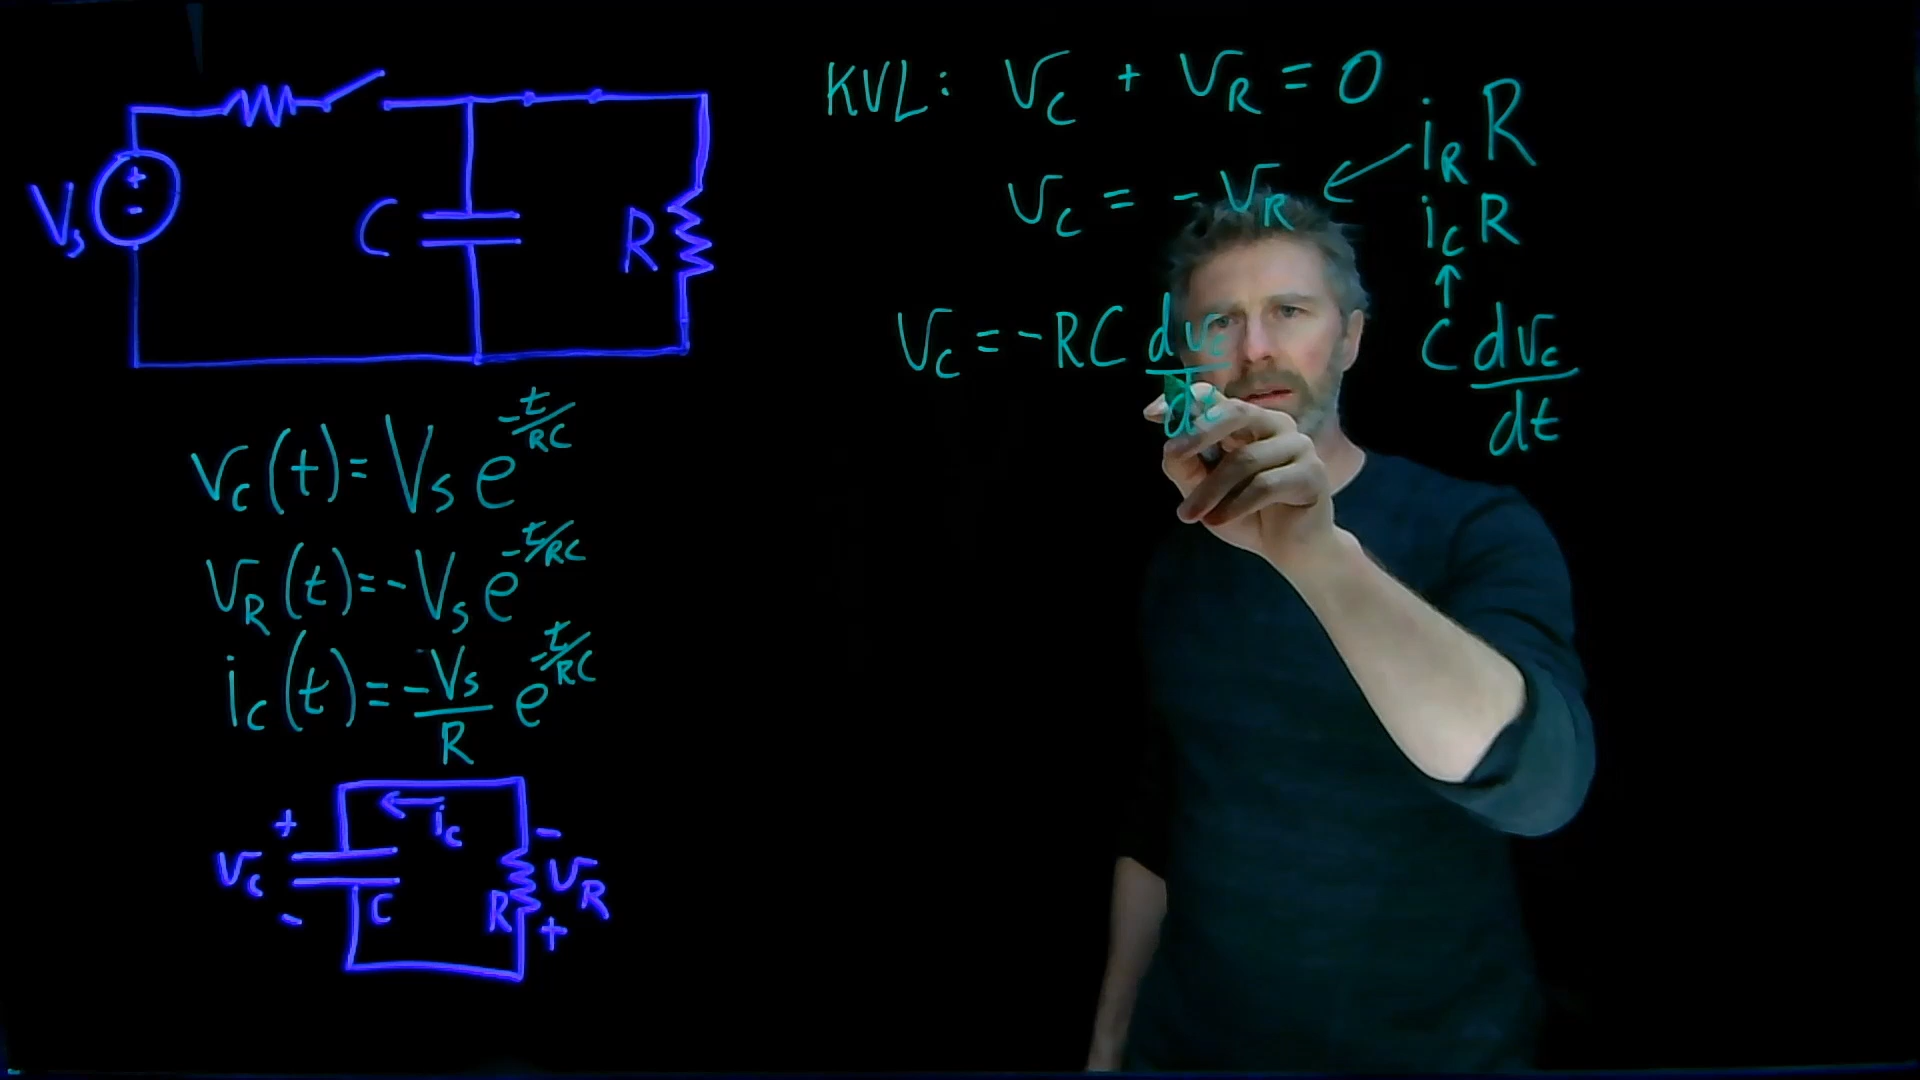 Vs
+
-
C
R
vc(t) = Vs e^-t/RC
vR(t) = -Vs e^-t/RC
ic(t) = -Vs/R e^-t/RC
+
vc
-
C
ic
R
-
vR
+
KVL: vc + vR = 0
vc = - vR
iR R
ic R
↑
C dvc/dt
vc = -RC dvc/dt